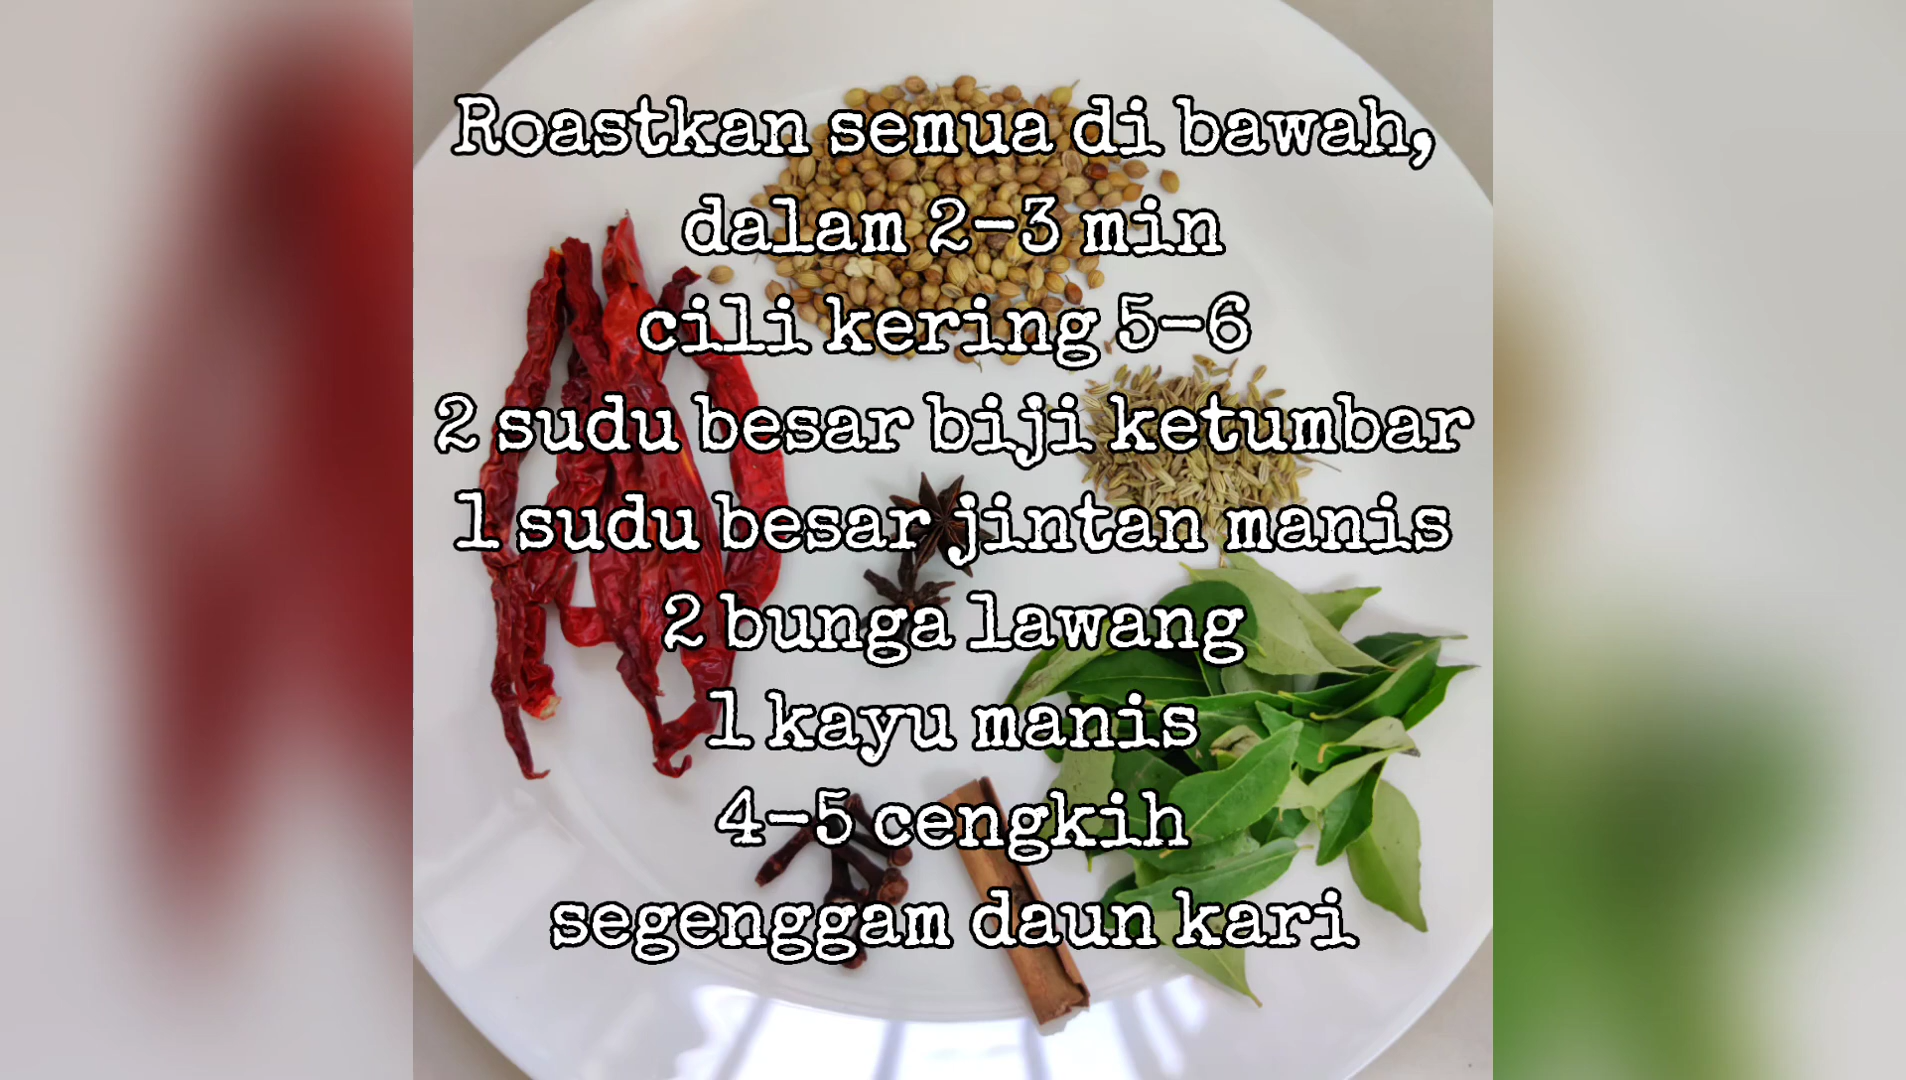 Roastkan semua di bawah,
dalam 2-3 min
cili kering 5-6
2 sudu besar biji ketumbar
1 sudu besar jintan manis
2 bunga lawang
1 kayu manis
4-5 cengkih
segenggam daun kari